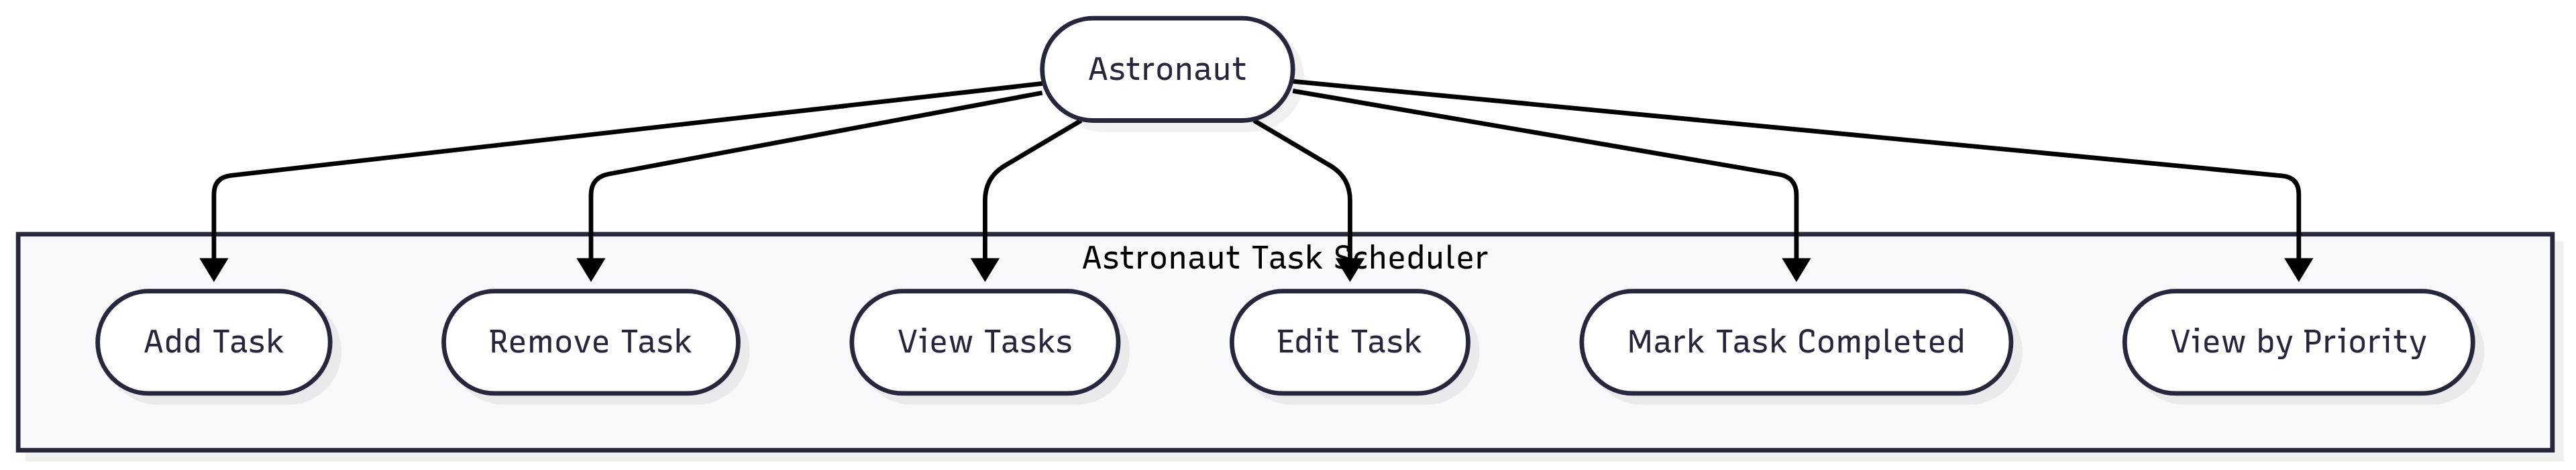 Astronaut
Astronaut Task Scheduler
Add Task
Remove Task
View Tasks
Edit Task
Mark Task Completed
View by Priority